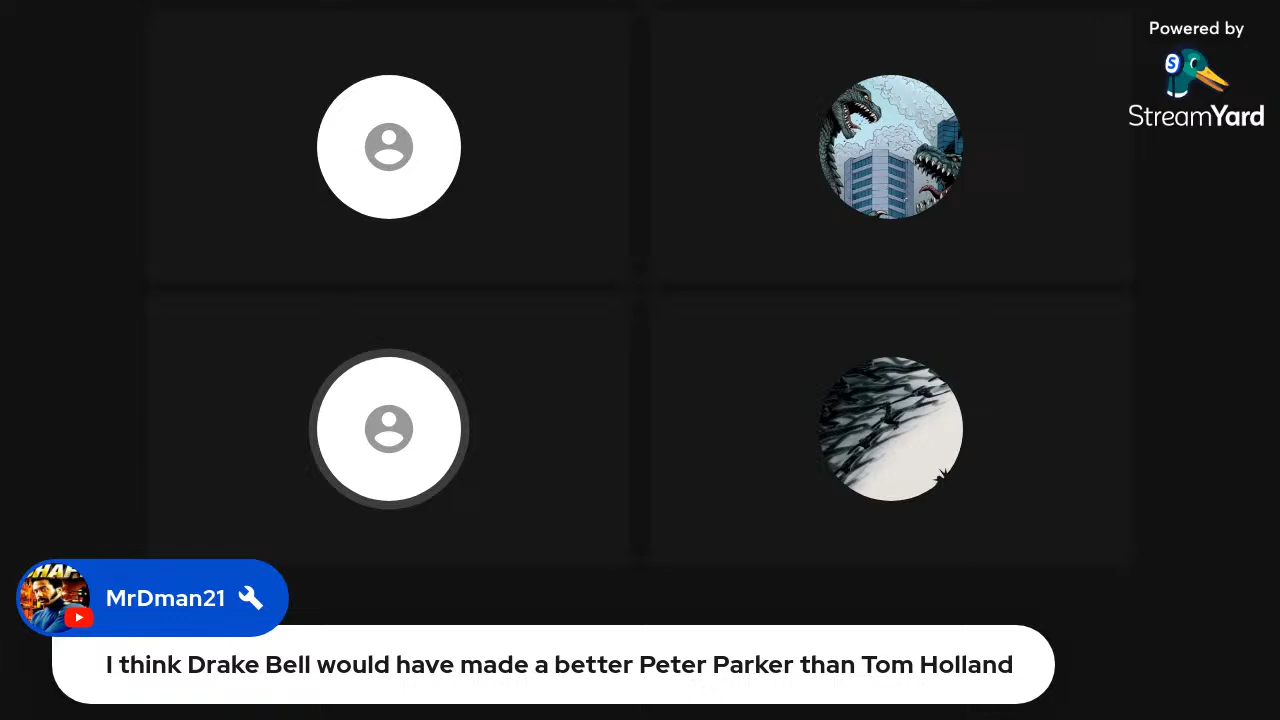 Powered by
StreamYard
MrDman21
I think Drake Bell would have made a better Peter Parker than Tom Holland